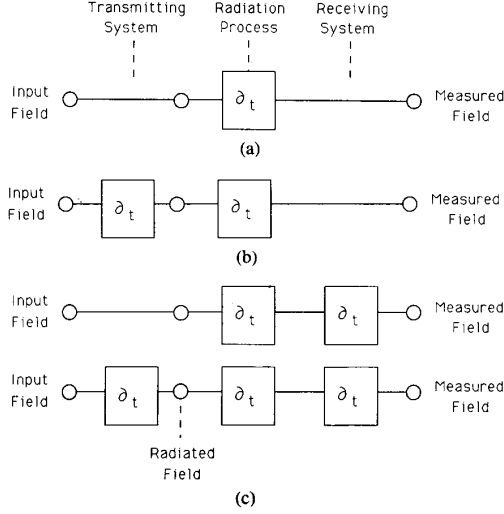 Transmitting Radiation Receiving
System Process System
Input
Field
∂t
Measured
Field
(a)
Input
Field
∂t
∂t
Measured
Field
(b)
Input
Field
∂t
∂t
Measured
Field
Input
Field
∂t
∂t
∂t
Measured
Field
Radiated
Field
(c)